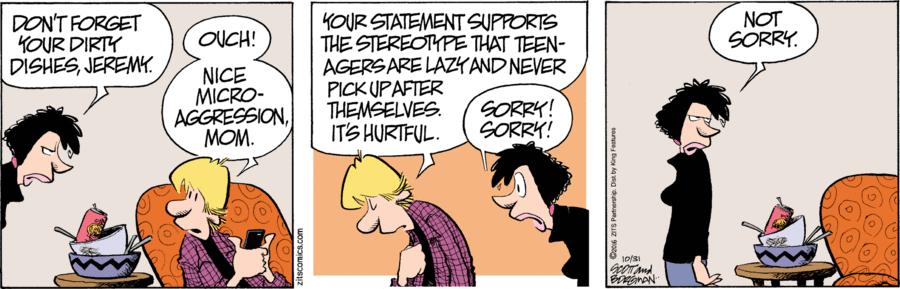 DON'T FORGET
YOUR DIRTY
DISHES, JEREMY.
OUCH!
NICE
MICRO-
AGGRESSION,
MOM.
zitscomics.com
YOUR STATEMENT SUPPORTS
THE STEREOTYPE THAT TEEN-
AGERS ARE LAZY AND NEVER
PICK UP AFTER
THEMSELVES.
IT'S HURTFUL.
SORRY!
SORRY!
NOT
SORRY.
©2016 ZITS Partnership. Dist by King Features
10/31
SCOTT and
BORGMAN